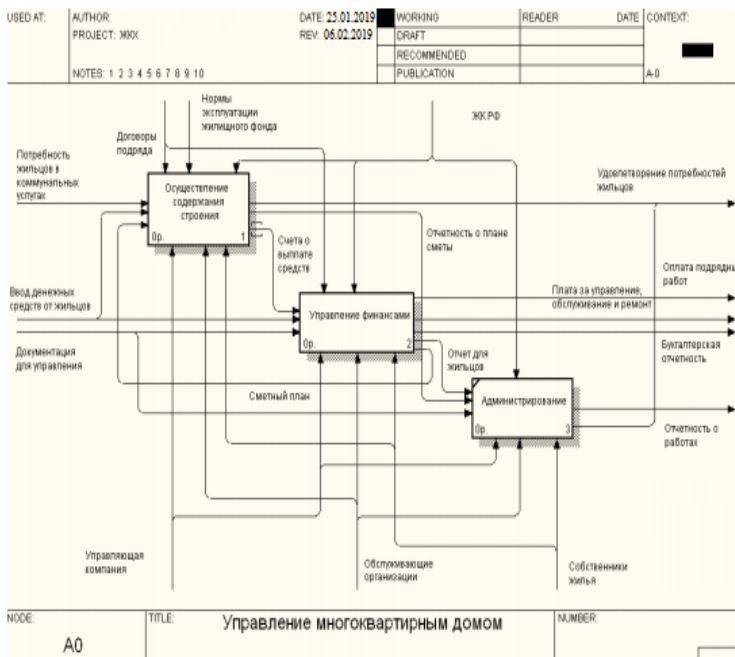 USED AT:
AUTHOR:
DATE: 25.01.2019
WORKING
READER
DATE
CONTEXT:
PROJECT: ЖКХ
REV: 06.02.2019
DRAFT
RECOMMENDED
NOTES: 1 2 3 4 5 6 7 8 9 10
PUBLICATION
A-0
Нормы
эксплуатации
жилищного фонда
ЖК РФ
Договоры
подряда
Потребность
жильцов в
коммунальных
услугах
Удовлетворение потребностей
жильцов
Осуществление
содержания
строения
0р.
1
Счета о
выплате
средств
Отчетность о плане
сметы
Оплата подрядны
работ
Ввод денежных
средств от жильцов
Плата за управление,
обслуживание и ремонт
Управление финансами
0р.
2
Бухгалтерская
отчетность
Документация
для управления
Отчет для
жильцов
Сметный план
Администрирование
0р.
3
Отчетность о
работах
Управляющая
компания
Обслуживающие
организации
Собственники
жилья
NODE:
TITLE:
Управление многоквартирным домом
NUMBER:
A0